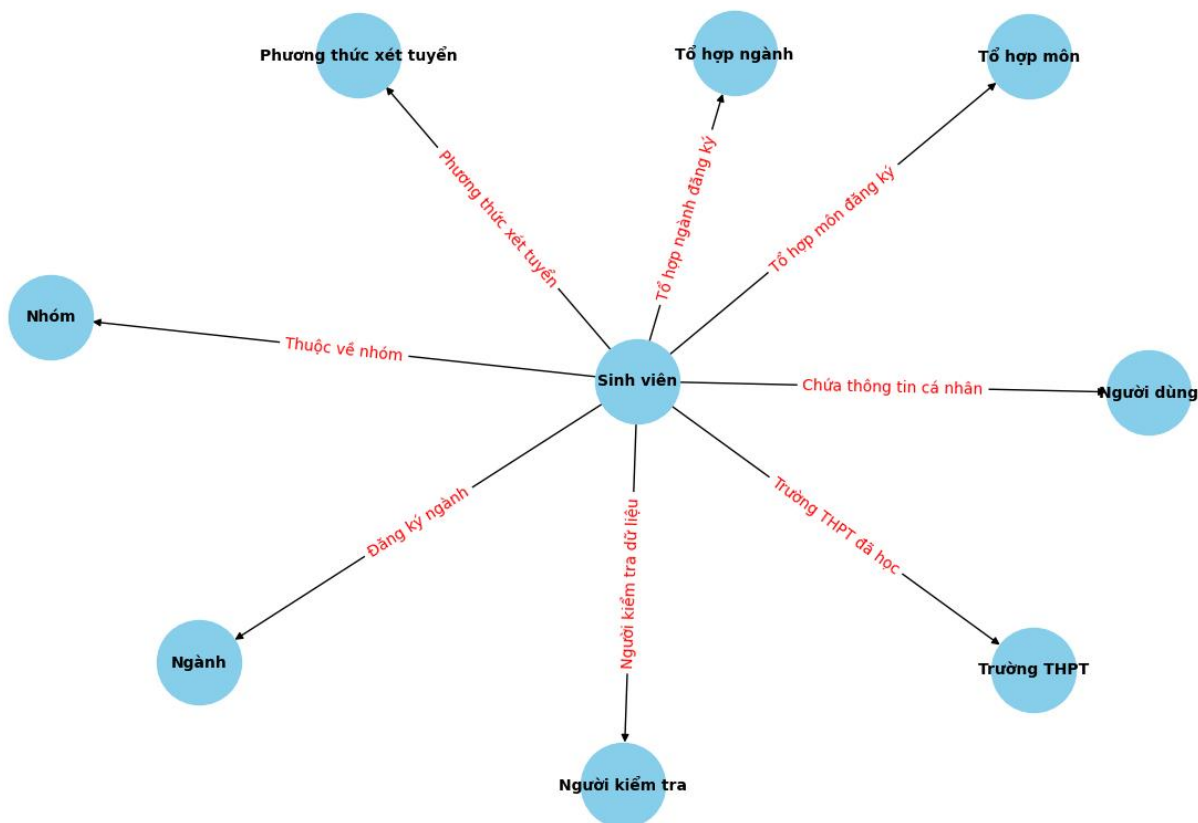 Phương thức xét tuyển
Tổ hợp ngành
Tổ hợp môn
Phương thức xét tuyển
Tổ hợp ngành đăng ký
Tổ hợp môn đăng ký
Nhóm
Thuộc về nhóm
Sinh viên
Chứa thông tin cá nhân
Người dùng
Đăng ký ngành
Người kiểm tra dữ liệu
Trường THPT đã học
Ngành
Trường THPT
Người kiểm tra